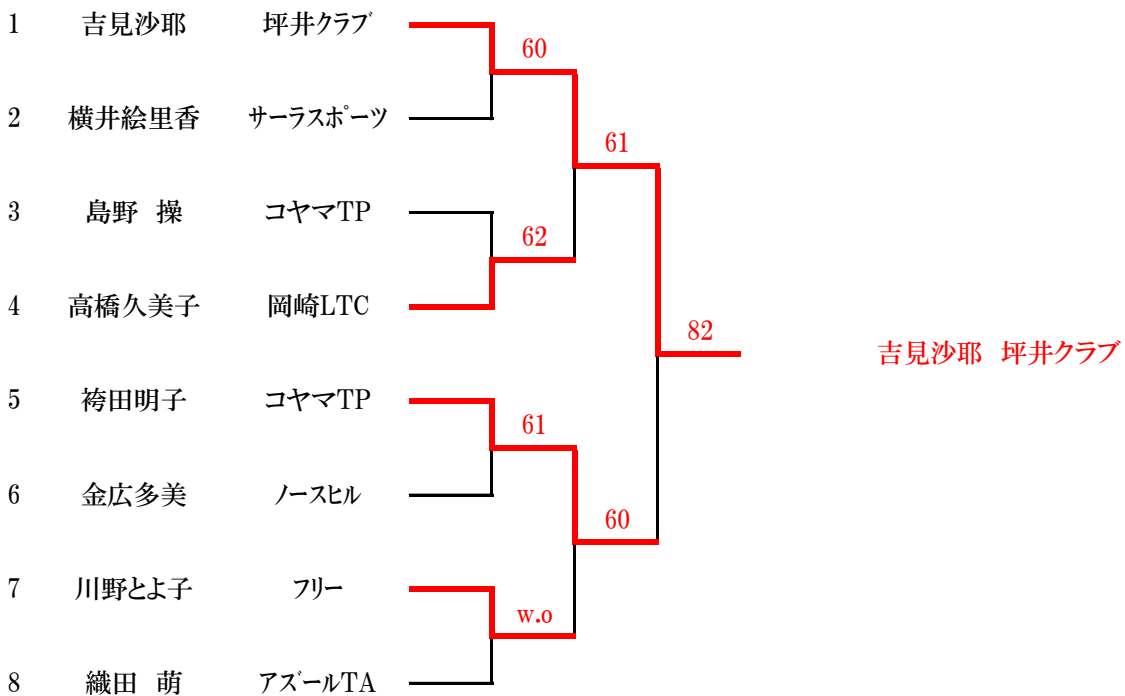 1 吉見沙耶 坪井クラブ
60
2 横井絵里香 サーラスポーツ
61
3 島野 操 コヤマTP
62
4 高橋久美子 岡崎LTC
82
吉見沙耶 坪井クラブ
5 袴田明子 コヤマTP
61
6 金広多美 ノースヒル
60
7 川野とよ子 フリー
w.o
8 織田 萌 アズールTA